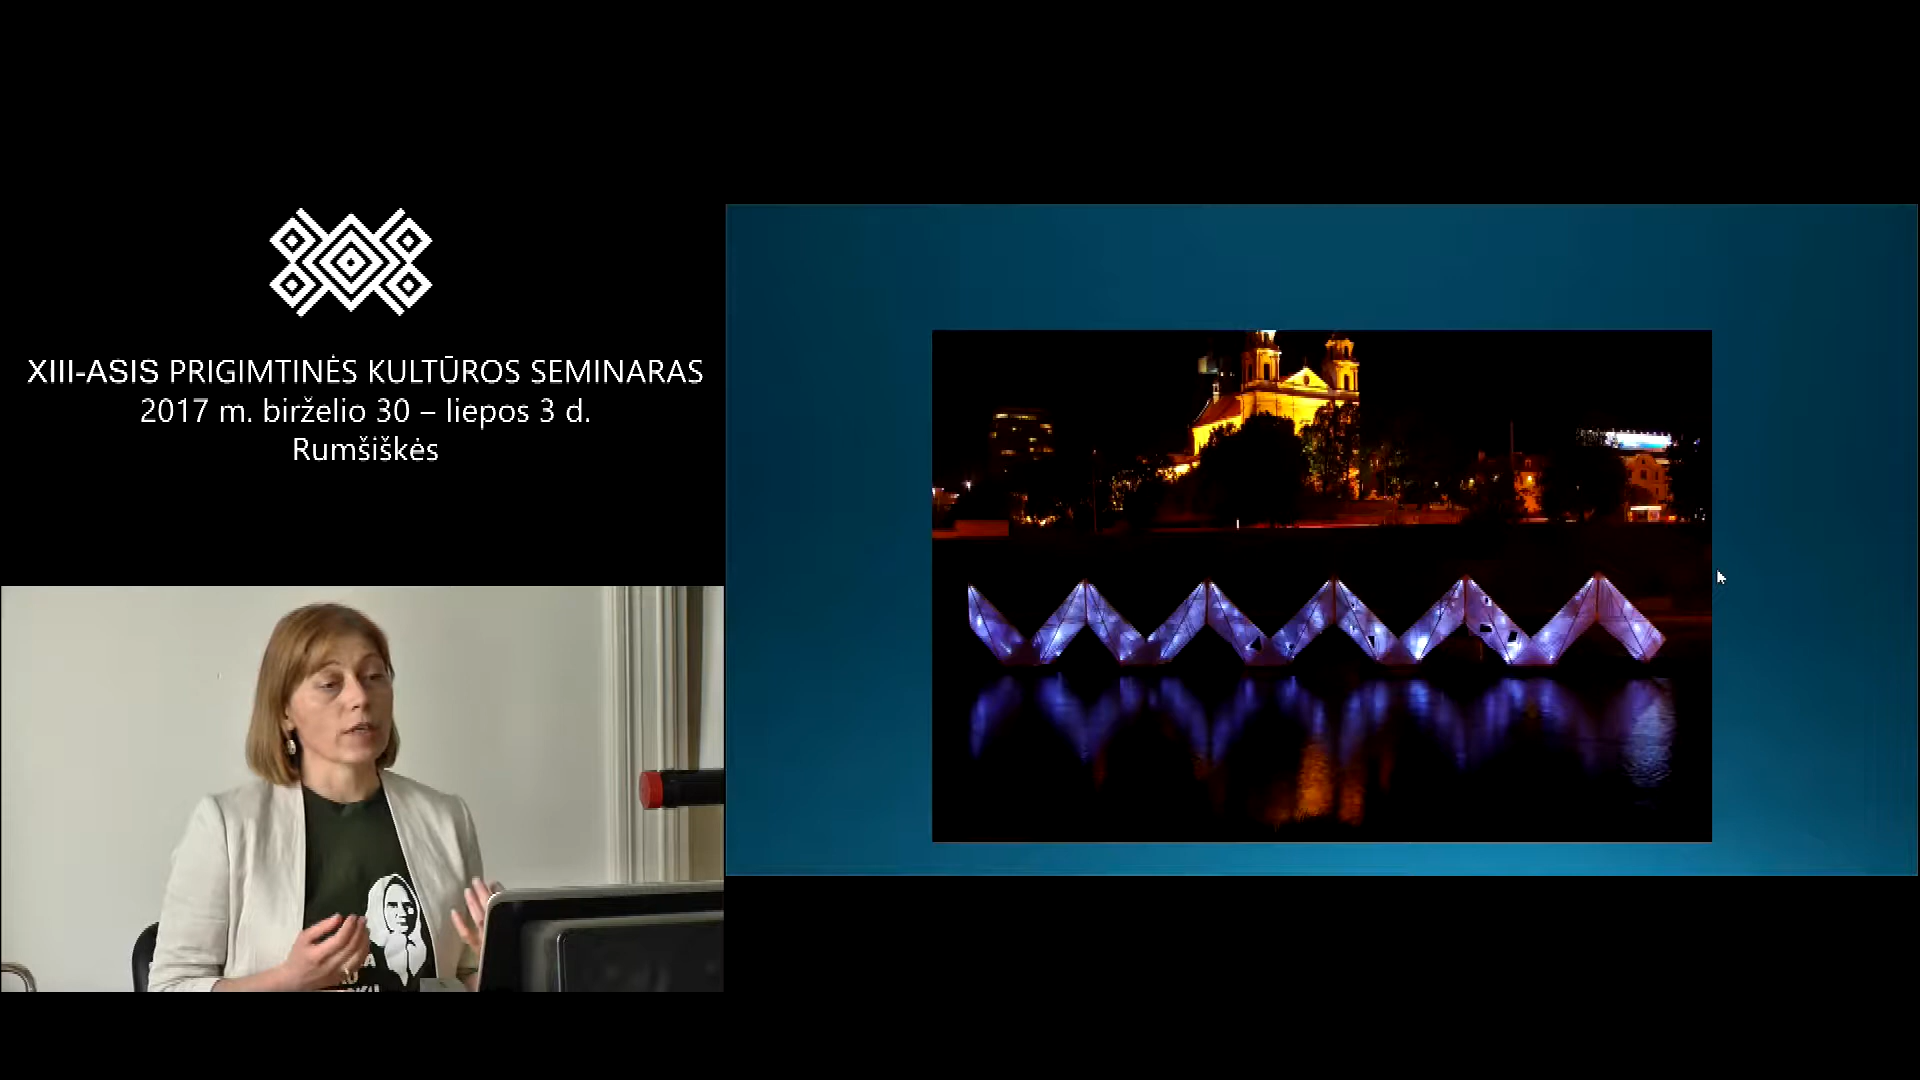 XIII-ASIS PRIGIMTINĖS KULTŪROS SEMINARAS
2017 m. birželio 30 – liepos 3 d.
Rumšiškės